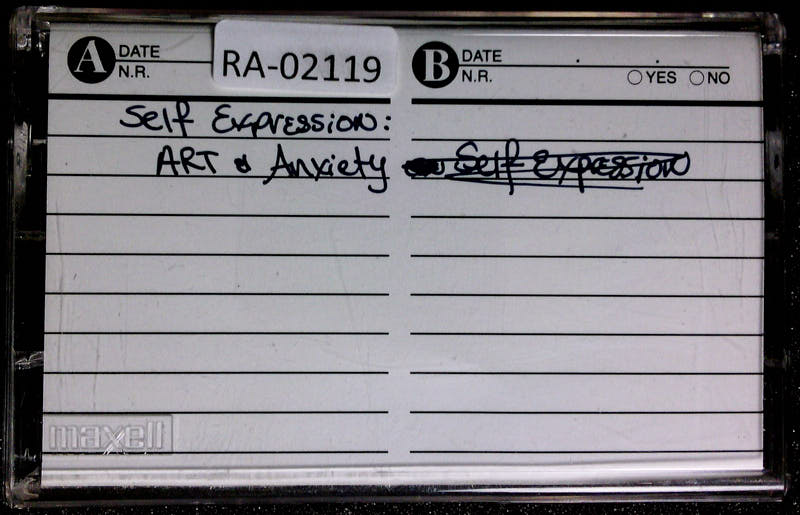 A DATE
N.R.
RA-02119
B DATE
N.R. YES NO
Self Expression:
ART & Anxiety Self Expression
maxell